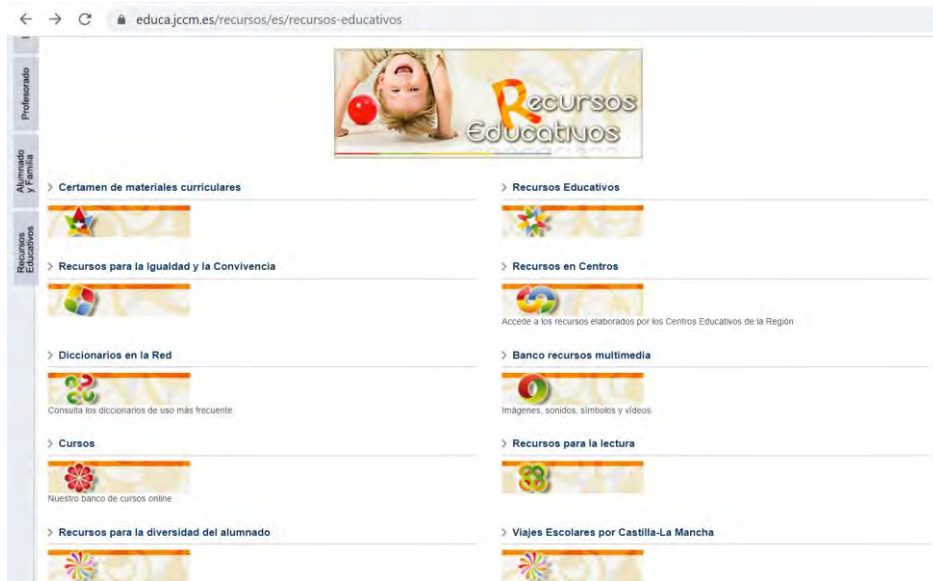 educa.jccm.es/recursos/es/recursos-educativos
Profesorado
Alumnado
y Familia
Recursos
Educativos
Recursos
Educativos
Certamen de materiales curriculares
Recursos Educativos
Recursos para la Igualdad y la Convivencia
Recursos en Centros
Accede a los recursos elaborados por los Centros Educativos de la Región
Diccionarios en la Red
Banco recursos multimedia
Consulta los diccionarios de uso más frecuente
Imágenes, sonidos, símbolos y vídeos
Cursos
Recursos para la lectura
Nuestro banco de cursos online
Recursos para la diversidad del alumnado
Viajes Escolares por Castilla-La Mancha